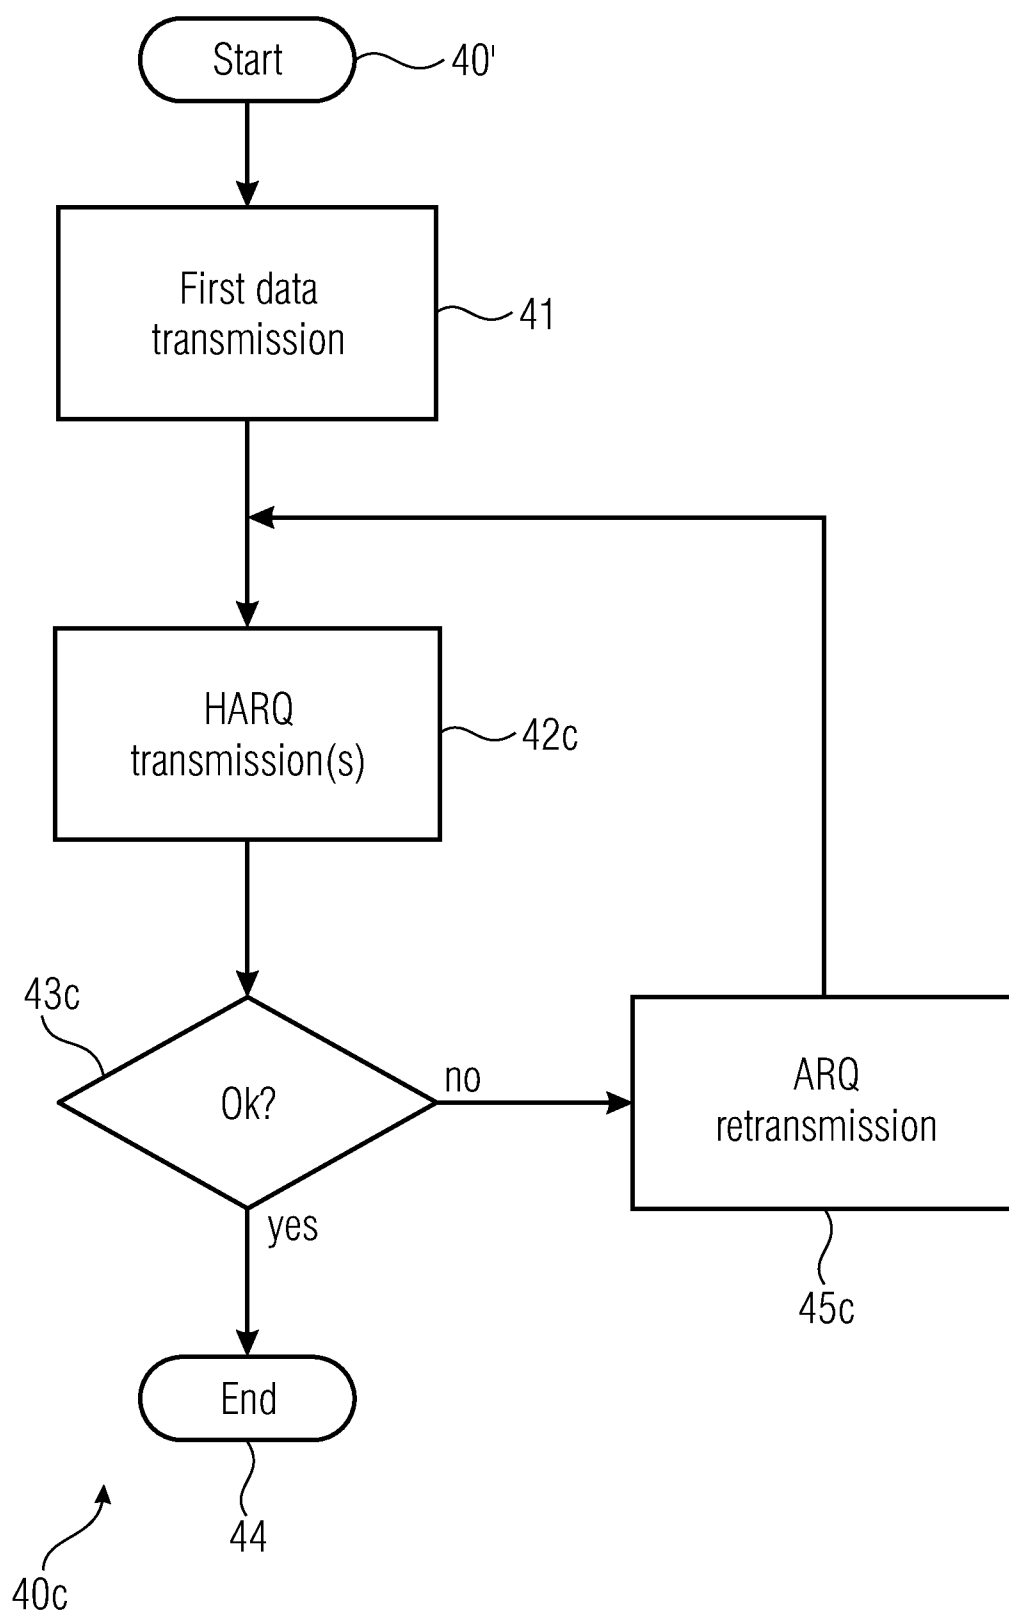 Start
40'
First data
transmission
41
HARQ
transmission(s)
42c
43c
Ok?
no
ARQ
retransmission
yes
45c
End
44
40c